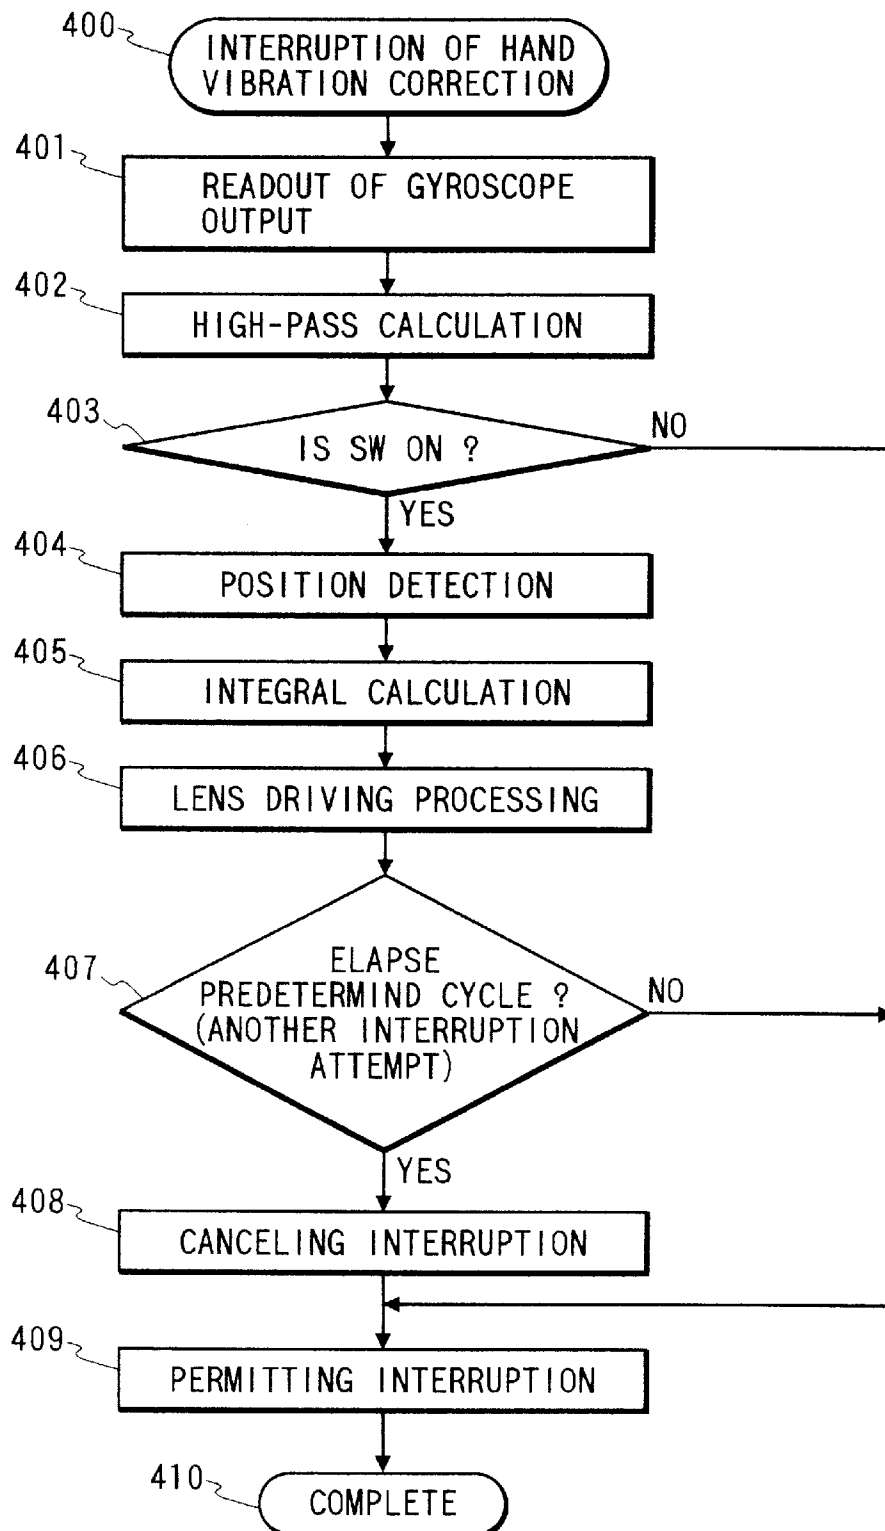 400
INTERRUPTION OF HAND
VIBRATION CORRECTION
401
READOUT OF GYROSCOPE
OUTPUT
402
HIGH-PASS CALCULATION
403
IS SW ON ?
NO
YES
404
POSITION DETECTION
405
INTEGRAL CALCULATION
406
LENS DRIVING PROCESSING
407
ELAPSE
PREDETERMIND CYCLE ?
(ANOTHER INTERRUPTION
ATTEMPT)
NO
YES
408
CANCELING INTERRUPTION
409
PERMITTING INTERRUPTION
410
COMPLETE